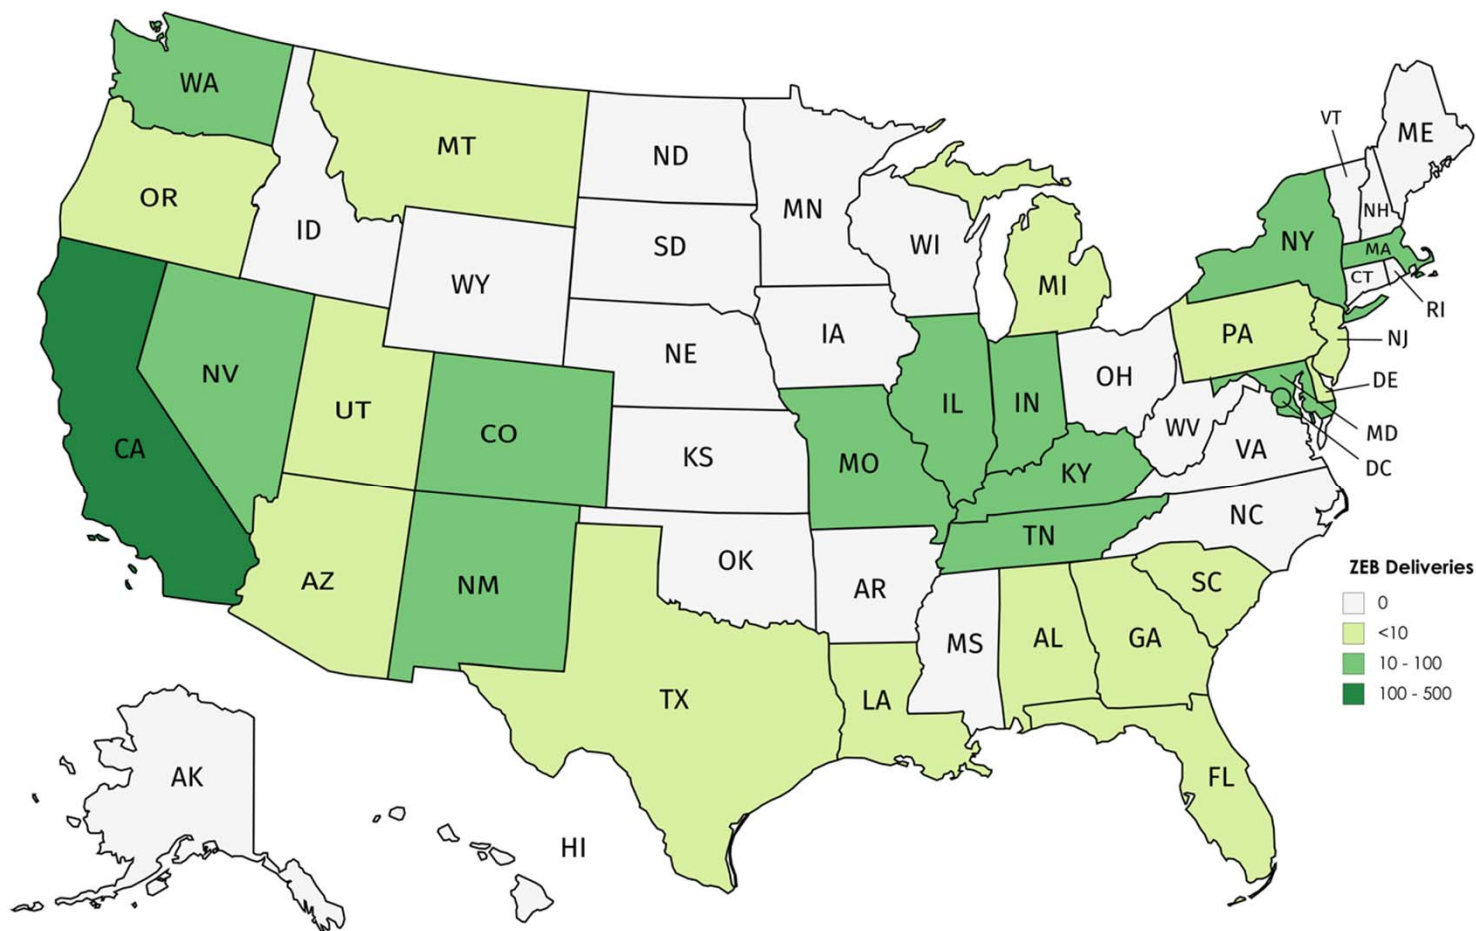 WA
MT
ND
MN
VT
ME
OR
ID
SD
WI
NH
NY
MA
WY
MI
CT
RI
NV
UT
NE
IA
PA
NJ
CA
CO
KS
MO
IL
IN
OH
DE
WV
VA
MD
DC
KY
TN
NC
AZ
NM
OK
AR
SC
MS
AL
GA
TX
LA
FL
AK
HI
ZEB Deliveries
0
<10
10 - 100
100 - 500